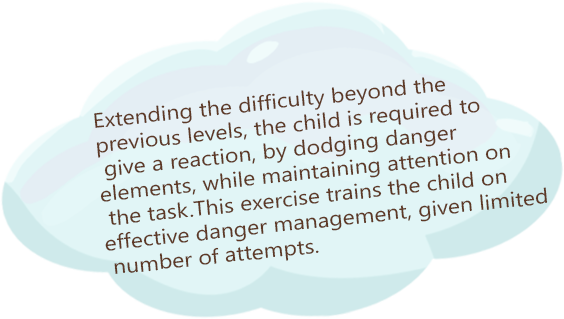 Extending the difficulty beyond the
previous levels, the child is required to
give a reaction, by dodging danger
elements, while maintaining attention on
the task.This exercise trains the child on
effective danger management, given limited
number of attempts.